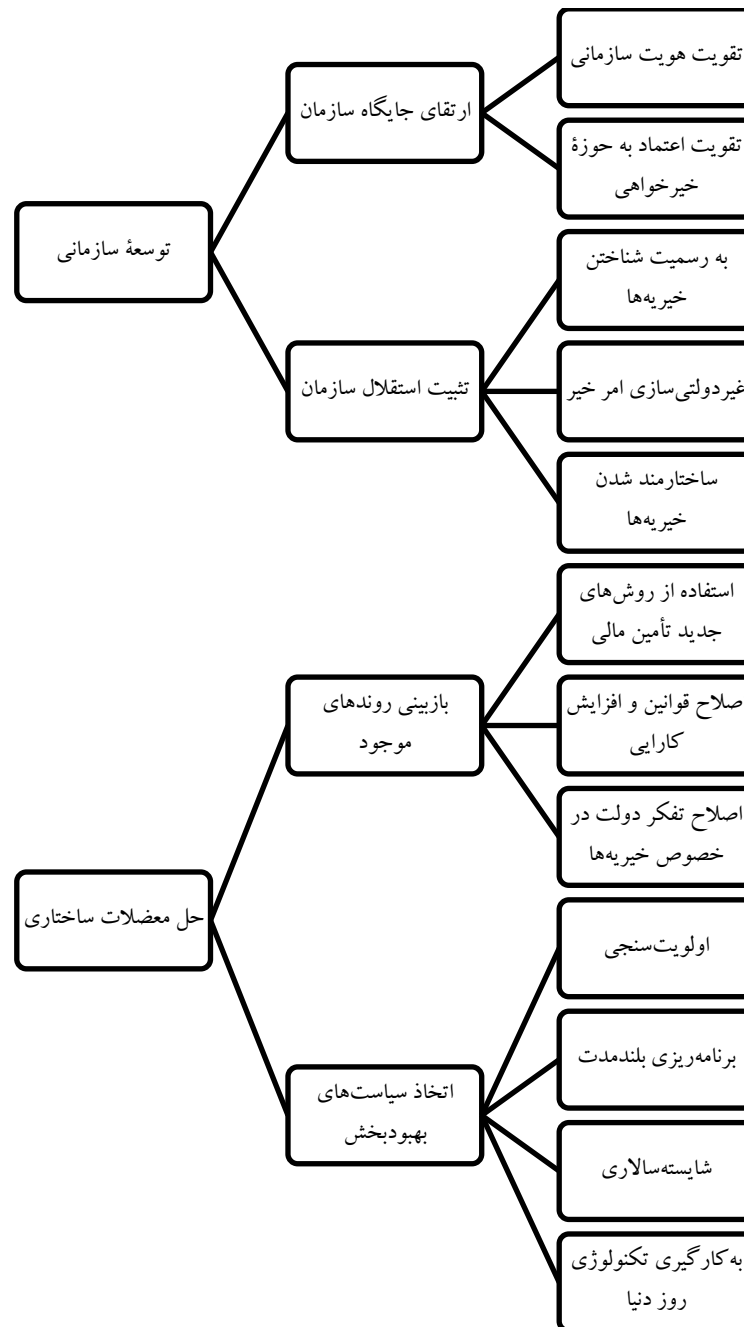 توسعهٔ سازمانی
ارتقای جایگاه سازمان
تقویت هویت سازمانی
تقویت اعتماد به حوزهٔ
خیرخواهی
تثبیت استقلال سازمان
به رسمیت شناختن
خیریه‌ها
غیردولتی‌سازی امر خیر
ساختارمند شدن
خیریه‌ها
حل معضلات ساختاری
بازبینی روندهای
موجود
استفاده از روش‌های
جدید تأمین مالی
صلاح قوانین و افزایش
کارایی
اصلاح تفکر دولت در
خصوص خیریه‌ها
اتخاذ سیاست‌های
بهبودبخش
اولویت‌سنجی
برنامه‌ریزی بلندمدت
شایسته‌سالاری
به‌کارگیری تکنولوژی
روز دنیا